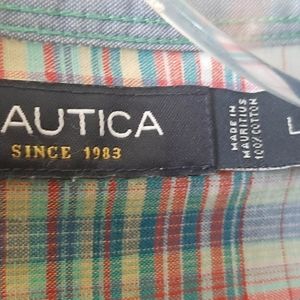 AUTICA
SINCE 1983
MADE IN
MAURITIUS
100% COTTON